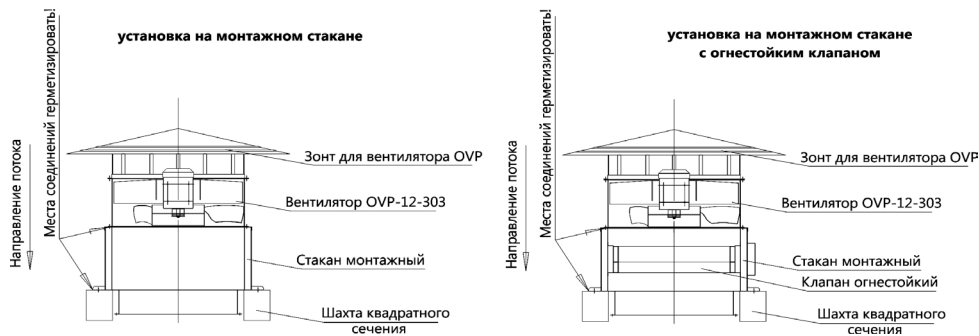 установка на монтажном стакане
Места соединений герметизировать!
Направление потока
Зонт для вентилятора OVP
Вентилятор OVP-12-303
Стакан монтажный
Шахта квадратного
сечения
установка на монтажном стакане
с огнестойким клапаном
Места соединений герметизировать!
Направление потока
Зонт для вентилятора OVP
Вентилятор OVP-12-303
Стакан монтажный
Клапан огнестойкий
Шахта квадратного
сечения